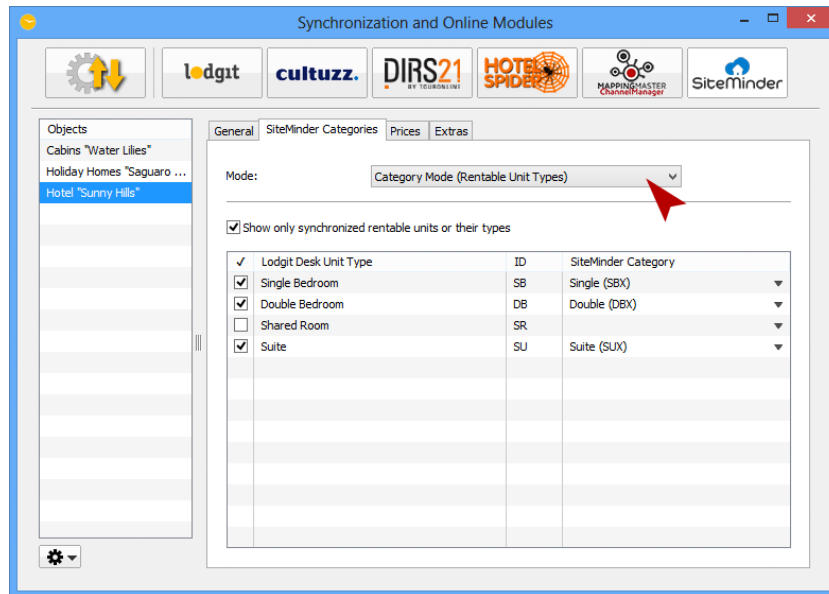 Synchronization and Online Modules
lodgit
cultuzz.
DIRS21
BY TOURONLINE
HOTEL
SPIDER
MAPPINGMASTER
ChannelManager
SiteMinder
Objects
Cabins "Water Lilies"
Holiday Homes "Saguaro ...
Hotel "Sunny Hills"
General SiteMinder Categories Prices Extras
Mode: Category Mode (Rentable Unit Types)
Show only synchronized rentable units or their types
✓ Lodgit Desk Unit Type ID SiteMinder Category
Single Bedroom SB Single (SBX)
Double Bedroom DB Double (DBX)
Shared Room SR
Suite SU Suite (SUX)